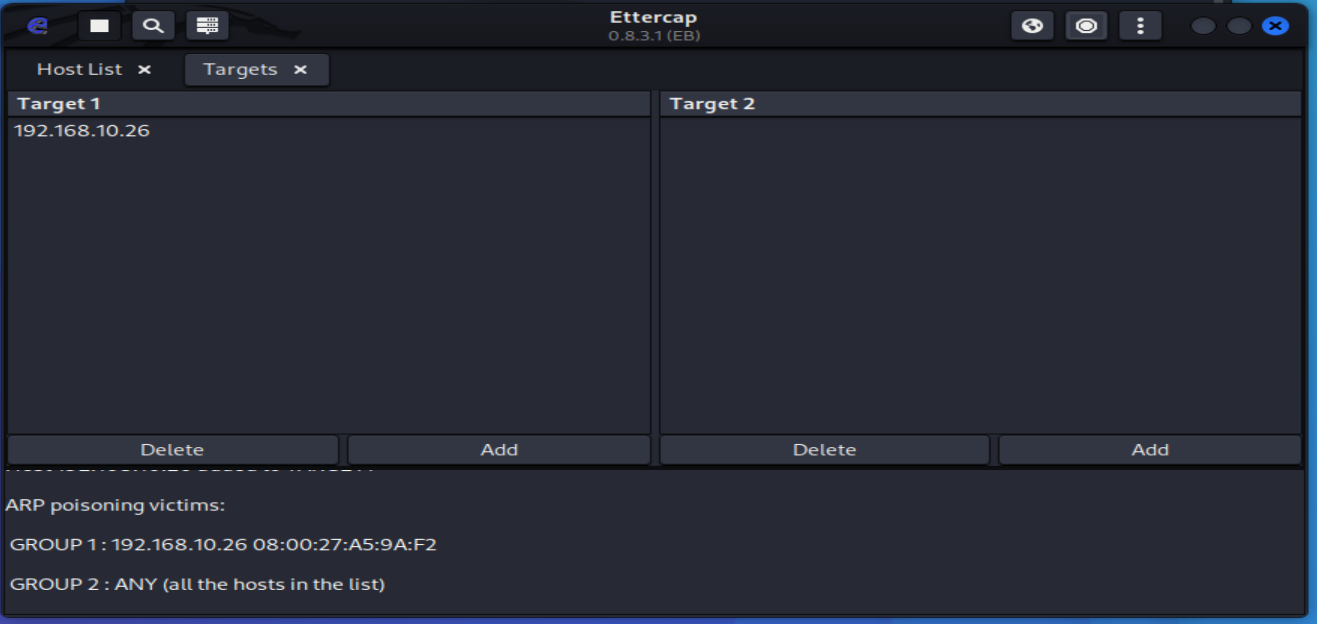 Ettercap
0.8.3.1 (EB)
Host List ×
Targets ×
Target 1
Target 2
192.168.10.26
Delete
Add
Delete
Add
ARP poisoning victims:
GROUP 1 : 192.168.10.26 08:00:27:A5:9A:F2
GROUP 2 : ANY (all the hosts in the list)